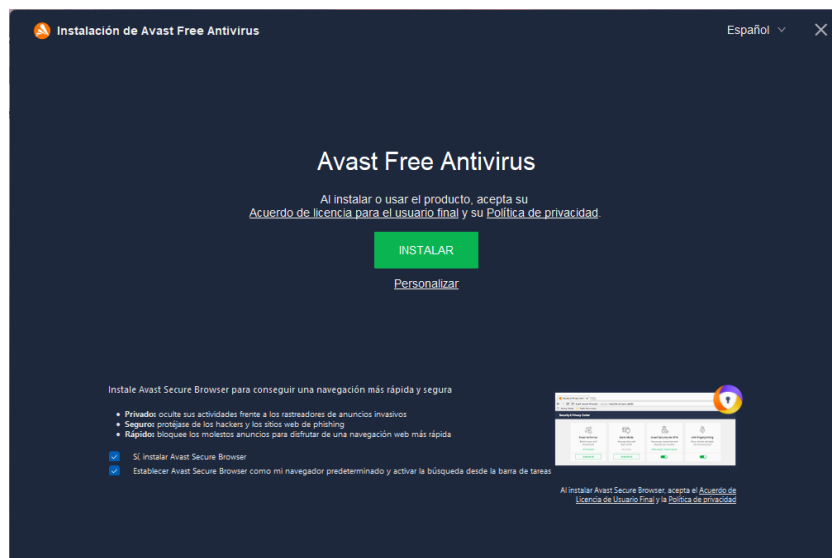 Instalación de Avast Free Antivirus
Español
Avast Free Antivirus
Al instalar o usar el producto, acepta su
Acuerdo de licencia para el usuario final y su Política de privacidad.
INSTALAR
Personalizar
Instale Avast Secure Browser para conseguir una navegación más rápida y segura
• Privado: oculte sus actividades frente a los rastreadores de anuncios invasivos
• Seguro: protéjase de los hackers y los sitios web de phishing
• Rápido: bloquee los molestos anuncios para disfrutar de una navegación web más rápida
Sí, instalar Avast Secure Browser
Establecer Avast Secure Browser como mi navegador predeterminado y activar la búsqueda desde la barra de tareas
Al instalar Avast Secure Browser, acepta el Acuerdo de
Licencia de Usuario Final y la Política de privacidad